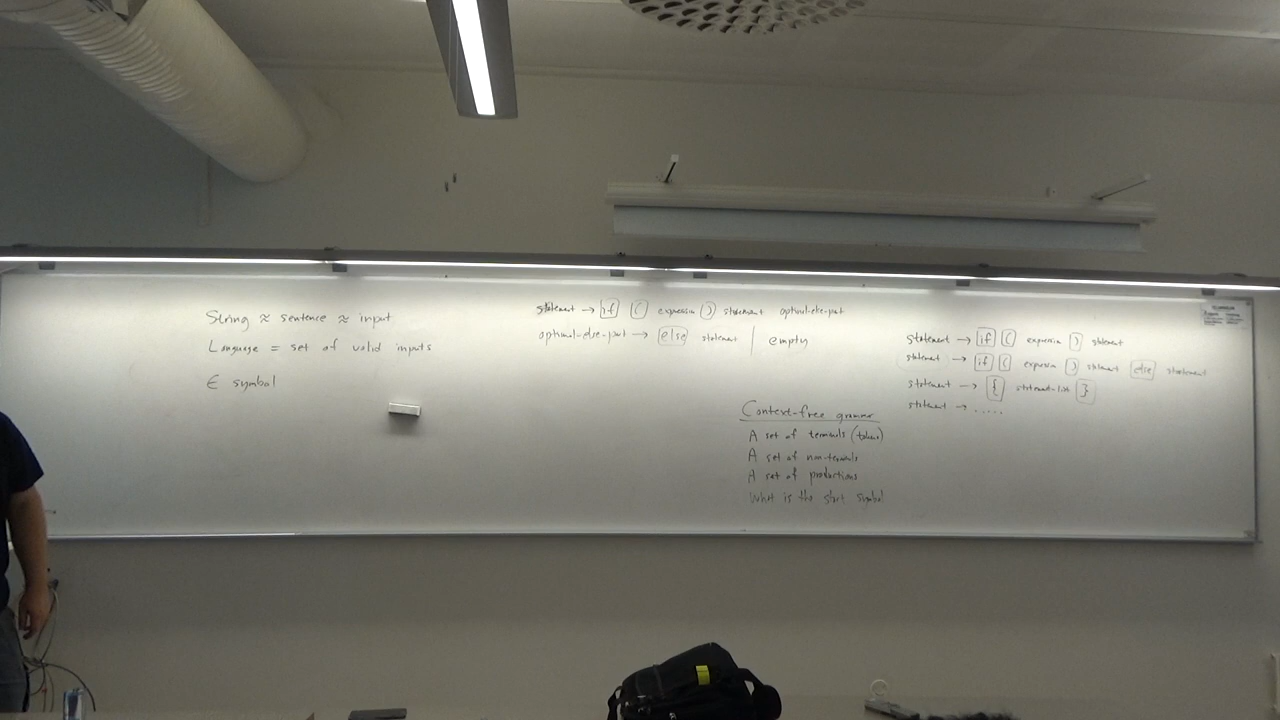 String ≈ sentence ≈ input
Language = set of valid inputs
∈ symbol
statement → if ( expression ) statement optional-else-part
optional-else-part → else statement | empty
Context-free grammar
A set of terminals (tokens)
A set of non-terminals
A set of productions
What is the start symbol
statement → if ( expression ) statement
statement → if ( expression ) statement else statement
statement → { statement-list }
statement → .....